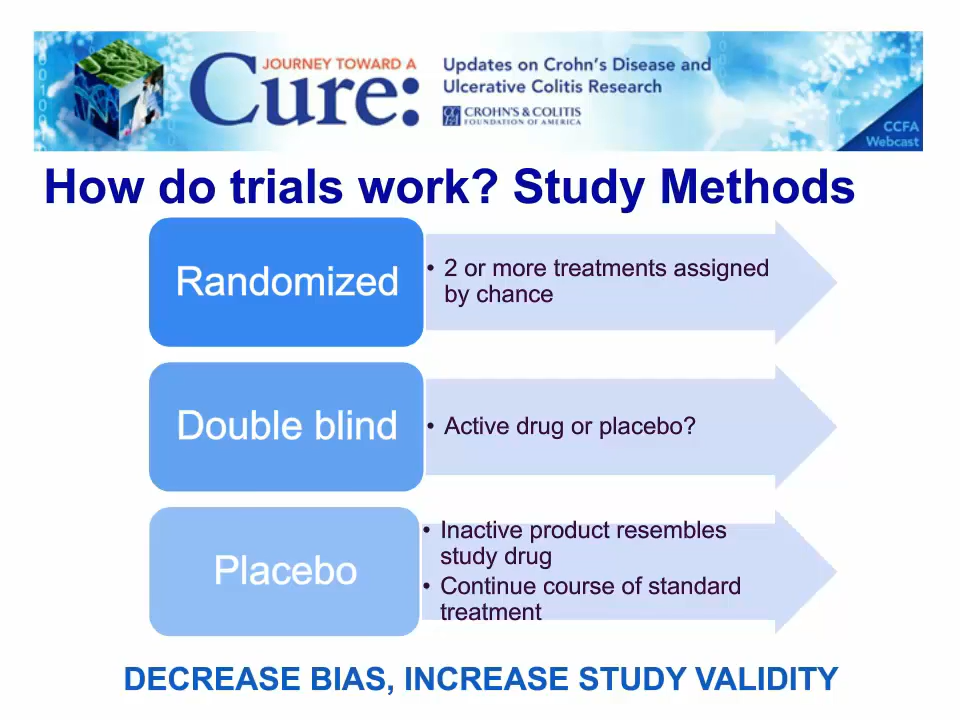 JOURNEY TOWARD A
Cure:
Updates on Crohn's Disease and
Ulcerative Colitis Research
CROHN'S & COLITIS
FOUNDATION OF AMERICA
CCFA
Webcast
How do trials work? Study Methods
Randomized
• 2 or more treatments assigned
by chance
Double blind
• Active drug or placebo?
Placebo
• Inactive product resembles
study drug
• Continue course of standard
treatment
DECREASE BIAS, INCREASE STUDY VALIDITY